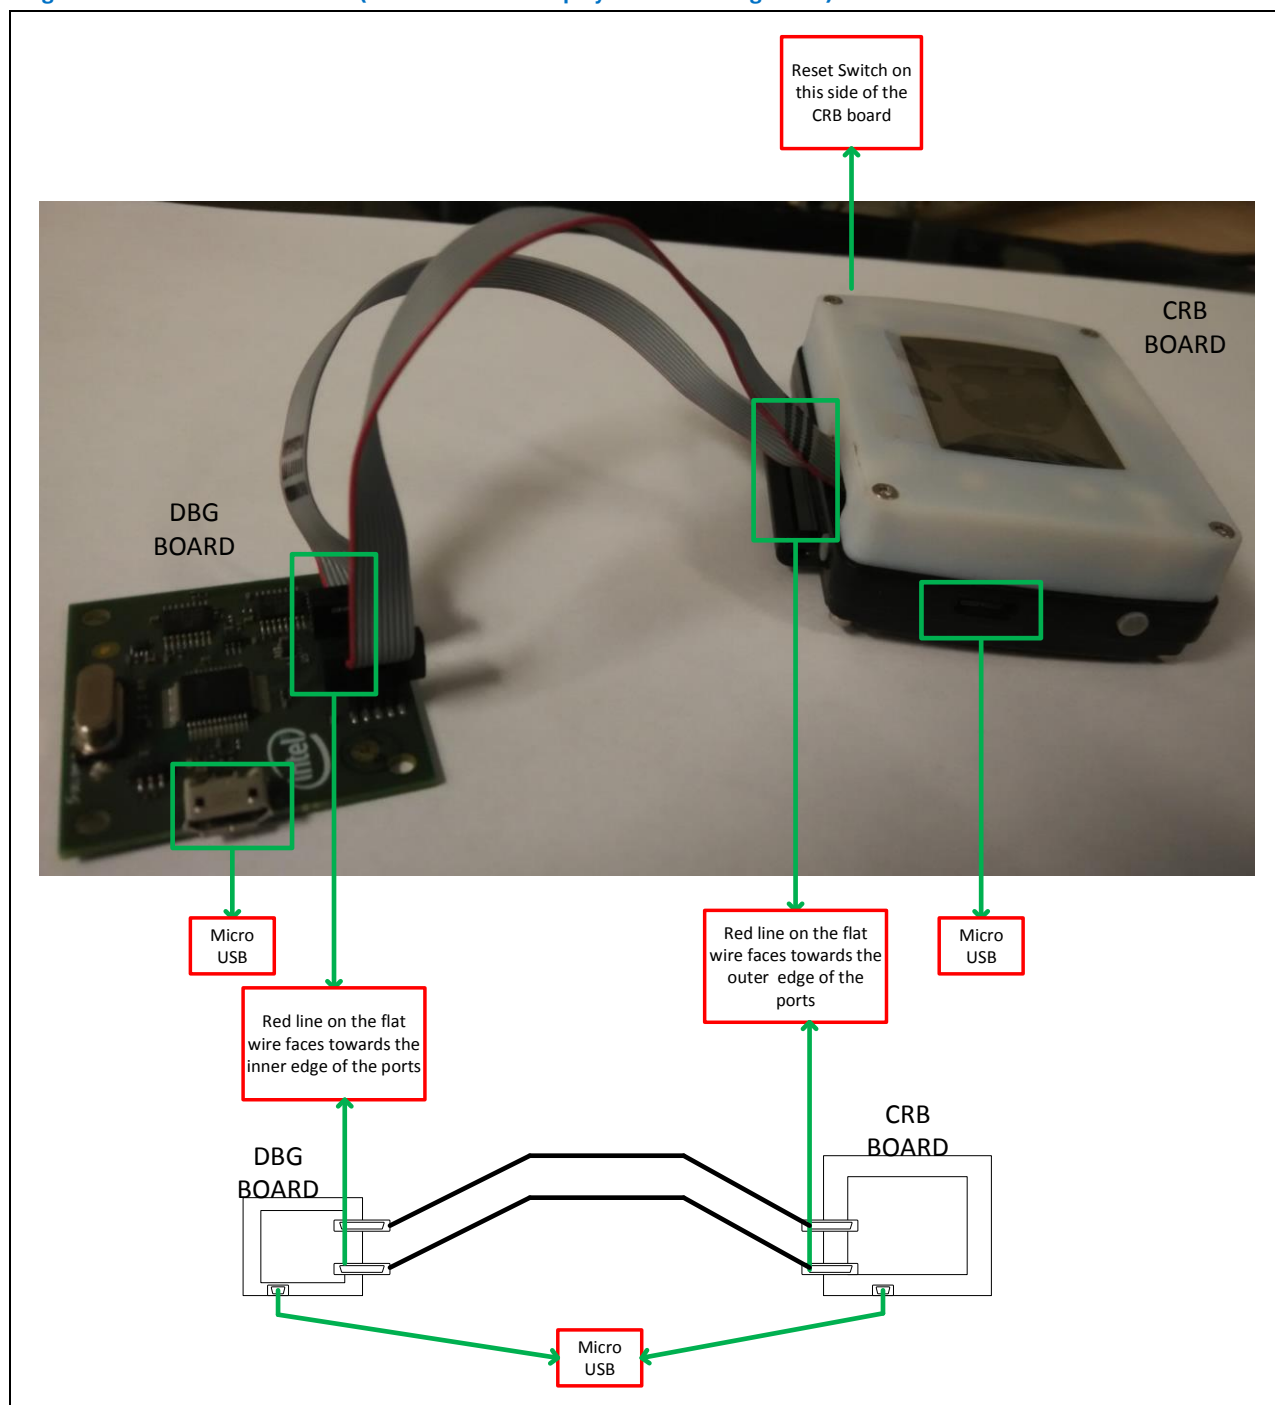 Reset Switch on
this side of the
CRB board
CRB
BOARD
DBG
BOARD
intel
Micro
USB
Red line on the flat
wire faces towards the
outer edge of the
ports
Micro
USB
Red line on the flat
wire faces towards the
inner edge of the ports
CRB
BOARD
DBG
BOARD
Micro
USB